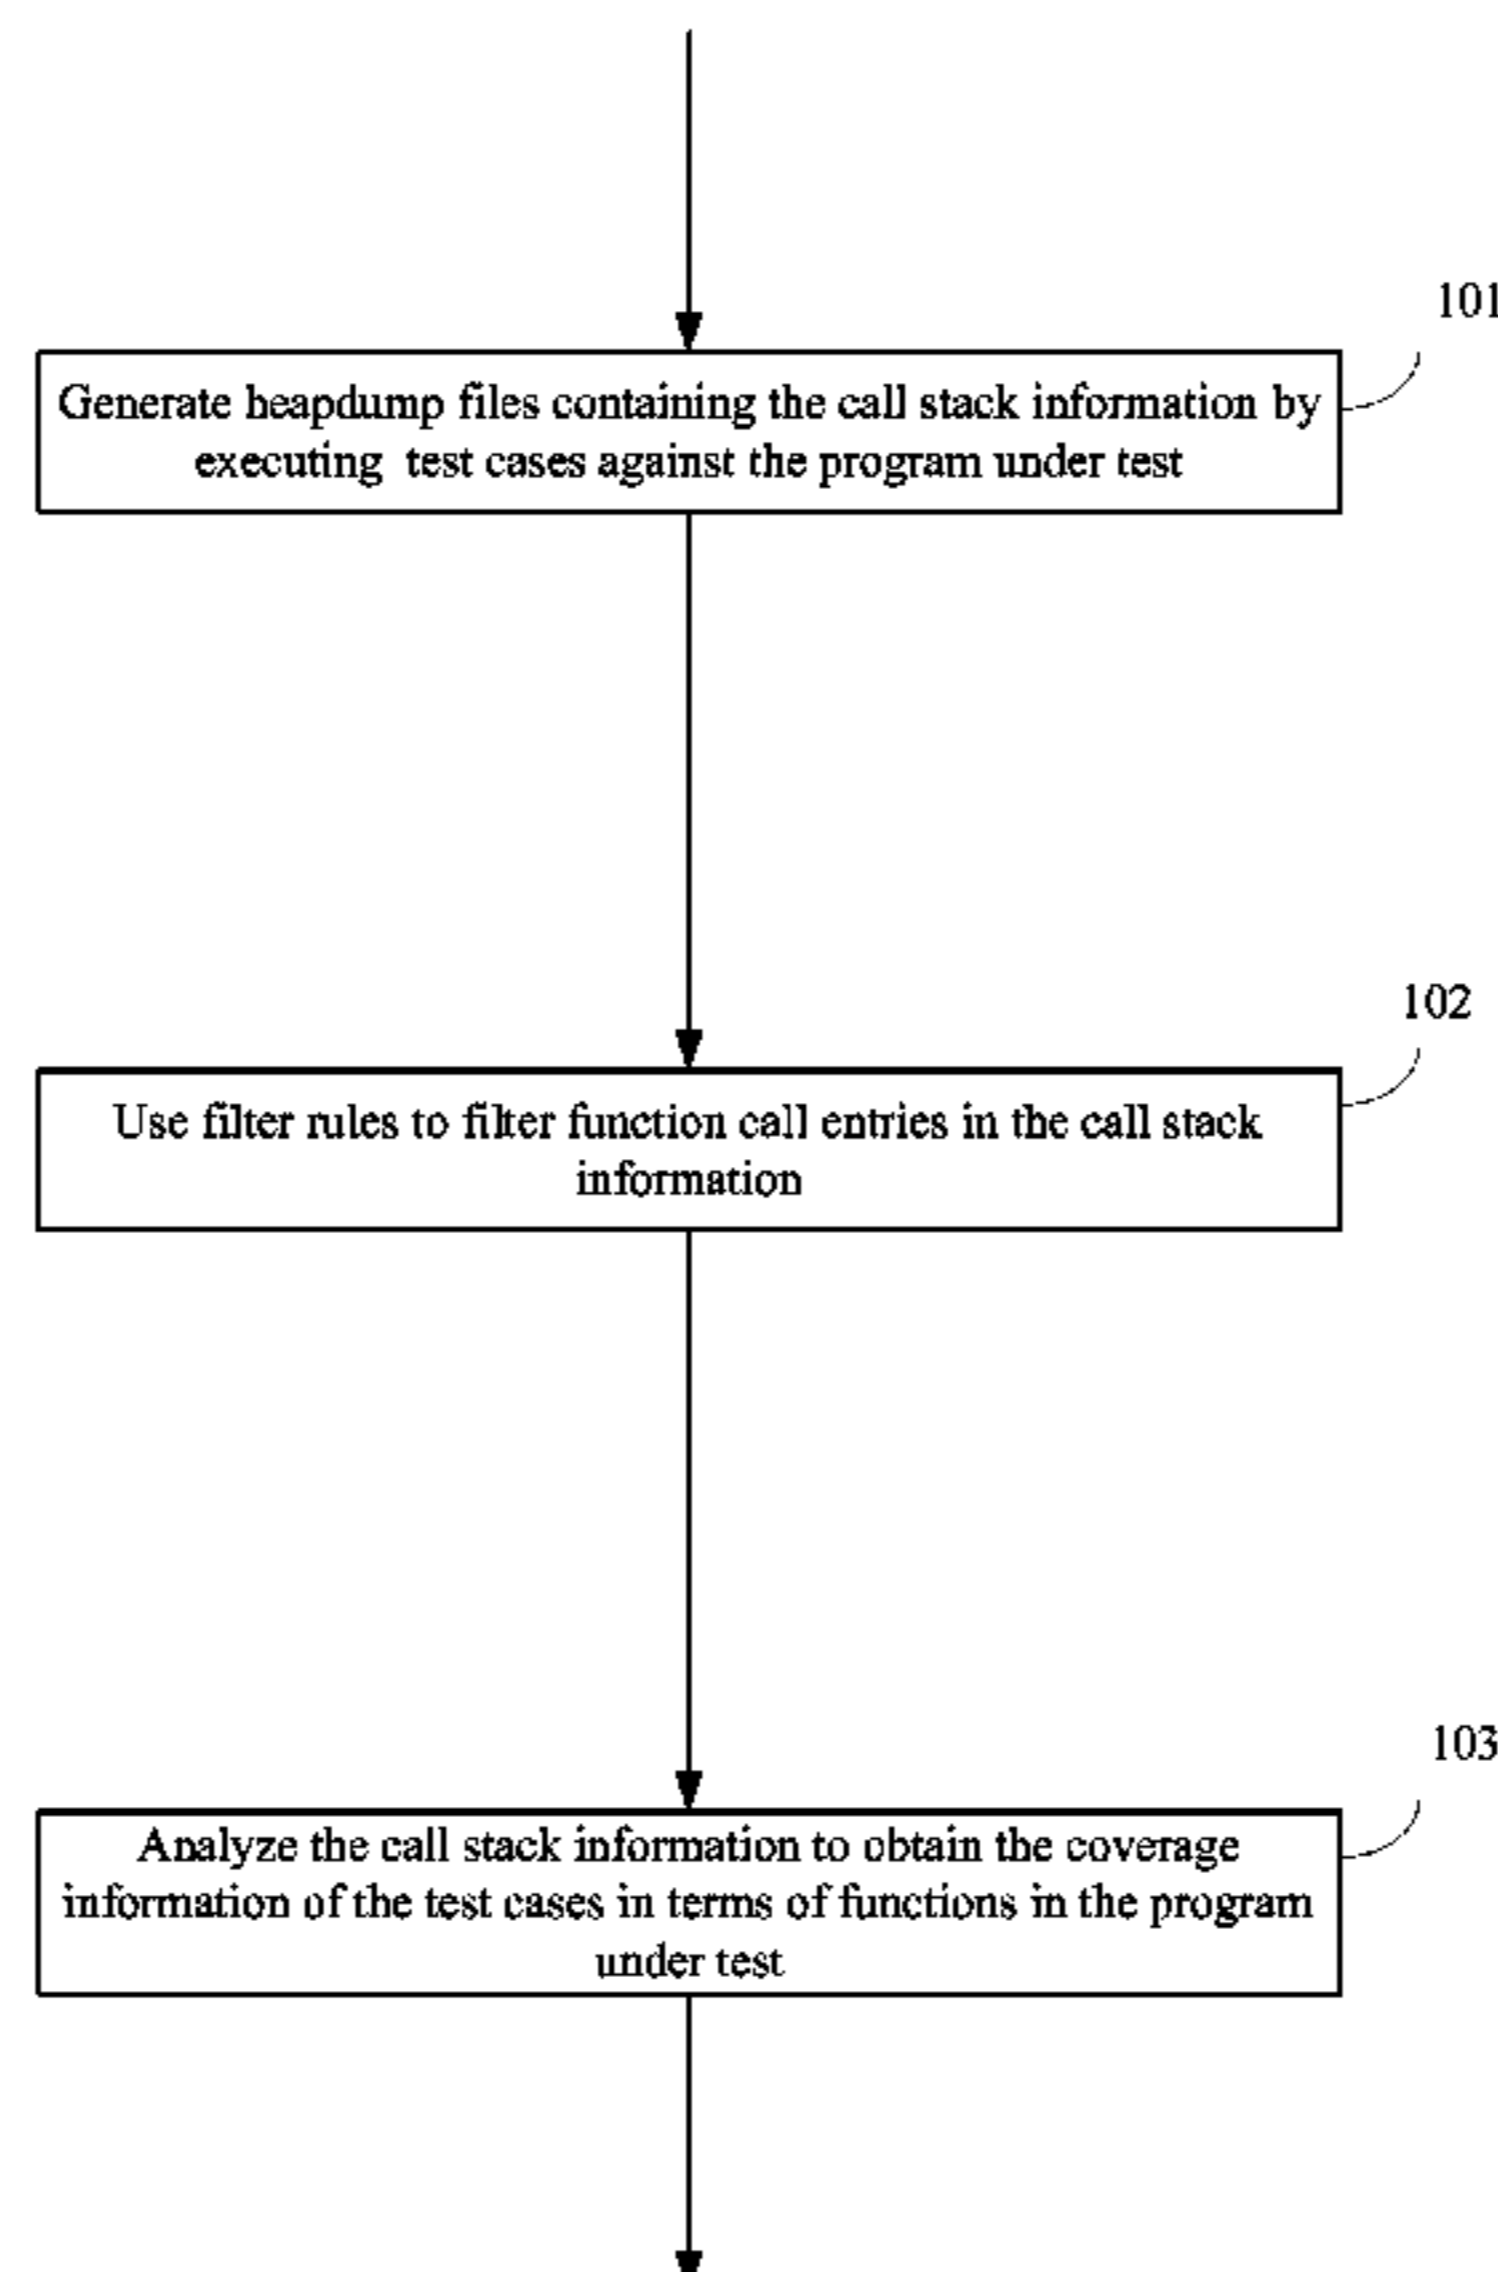 101
Generate heapdump files containing the call stack information by
executing test cases against the program under test
102
Use filter rules to filter function call entries in the call stack
information
103
Analyze the call stack information to obtain the coverage
information of the test cases in terms of functions in the program
under test